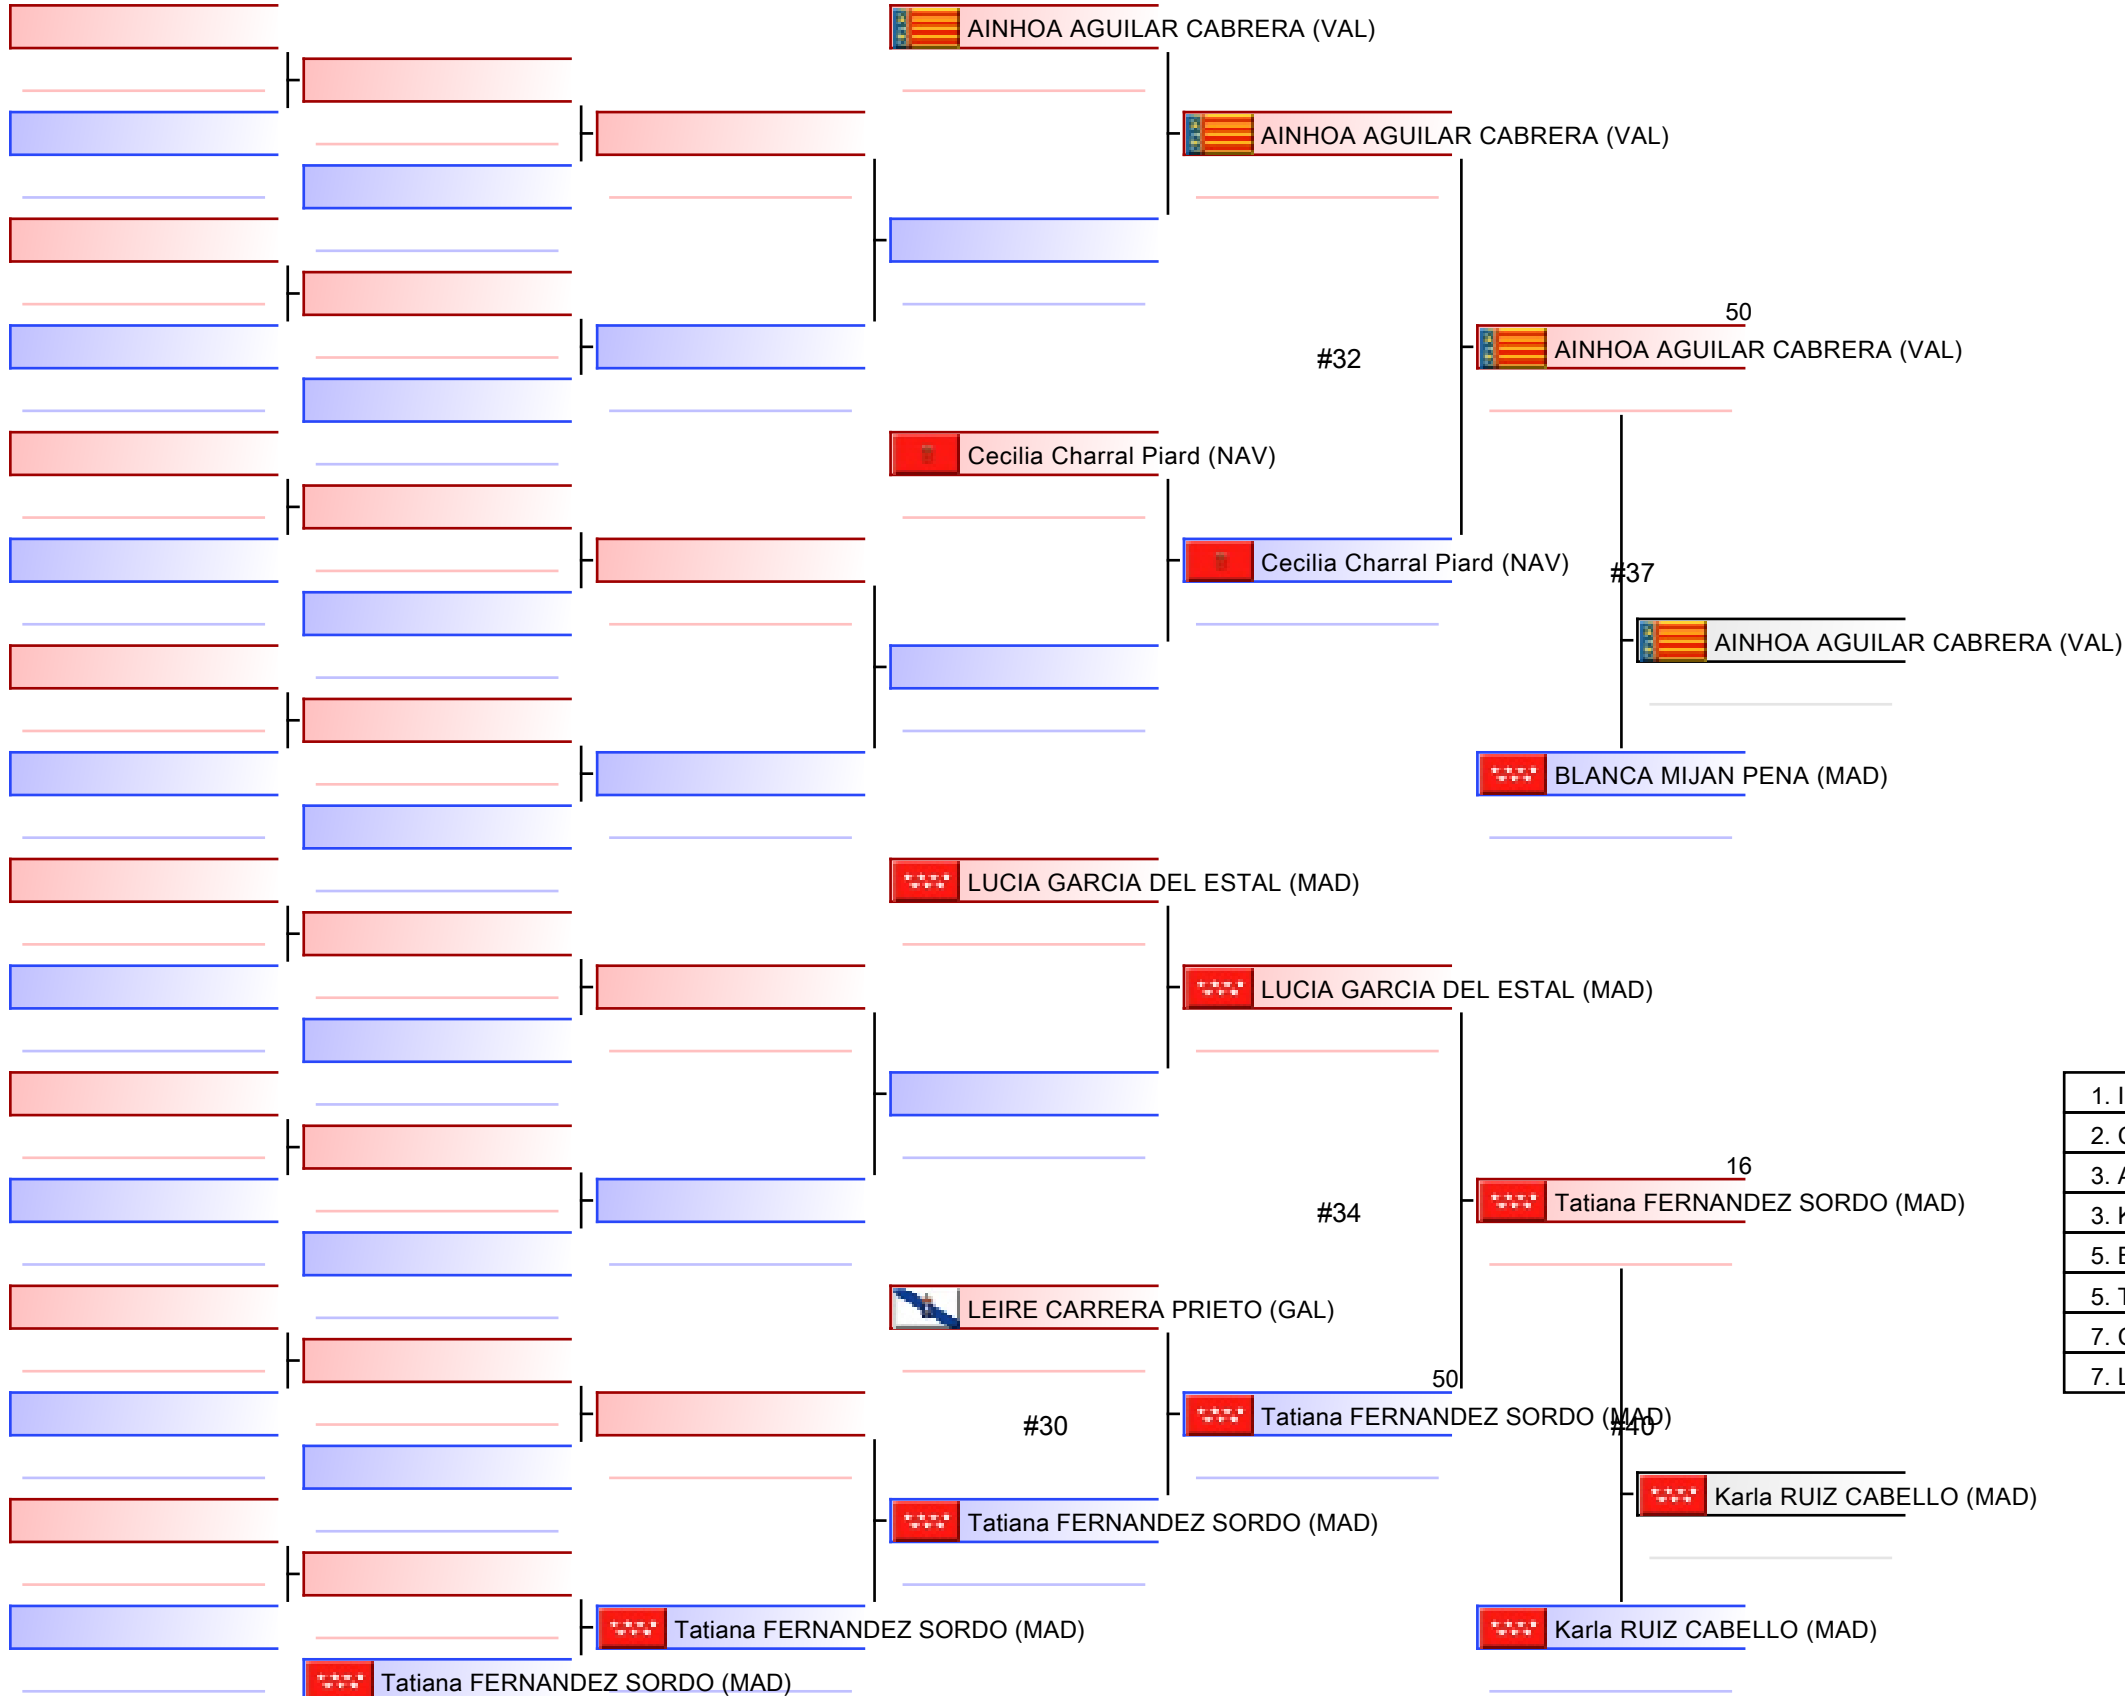 AINHOA AGUILAR CABRERA (VAL)
AINHOA AGUILAR CABRERA (VAL)
50
AINHOA AGUILAR CABRERA (VAL)
#32
Cecilia Charral Piard (NAV)
Cecilia Charral Piard (NAV)
#37
AINHOA AGUILAR CABRERA (VAL)
BLANCA MIJAN PENA (MAD)
LUCIA GARCIA DEL ESTAL (MAD)
LUCIA GARCIA DEL ESTAL (MAD)
16
Tatiana FERNANDEZ SORDO (MAD)
#34
LEIRE CARRERA PRIETO (GAL)
50
Tatiana FERNANDEZ SORDO (MAD)
#30
#40
Karla RUIZ CABELLO (MAD)
Tatiana FERNANDEZ SORDO (MAD)
Tatiana FERNANDEZ SORDO (MAD)
Karla RUIZ CABELLO (MAD)
Tatiana FERNANDEZ SORDO (MAD)
1.
2.
3.
3.
5.
5.
7.
7.